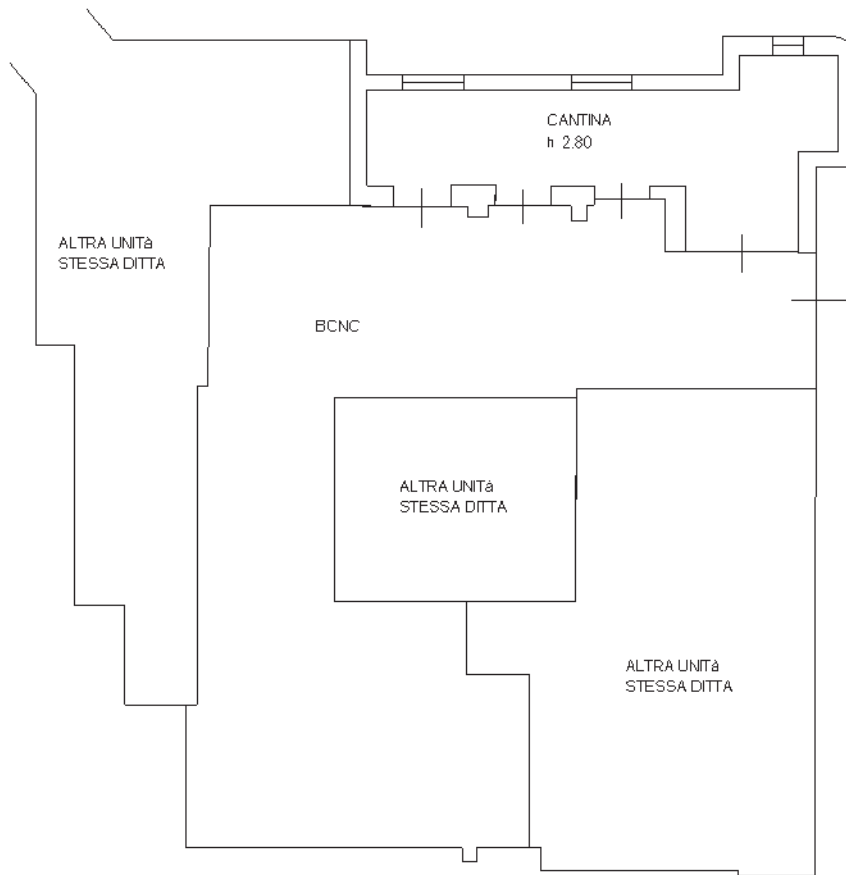 CANTINA
h 2.80
ALTRA UNITà
STESSA DITTA
BCNC
ALTRA UNITà
STESSA DITTA
ALTRA UNITà
STESSA DITTA